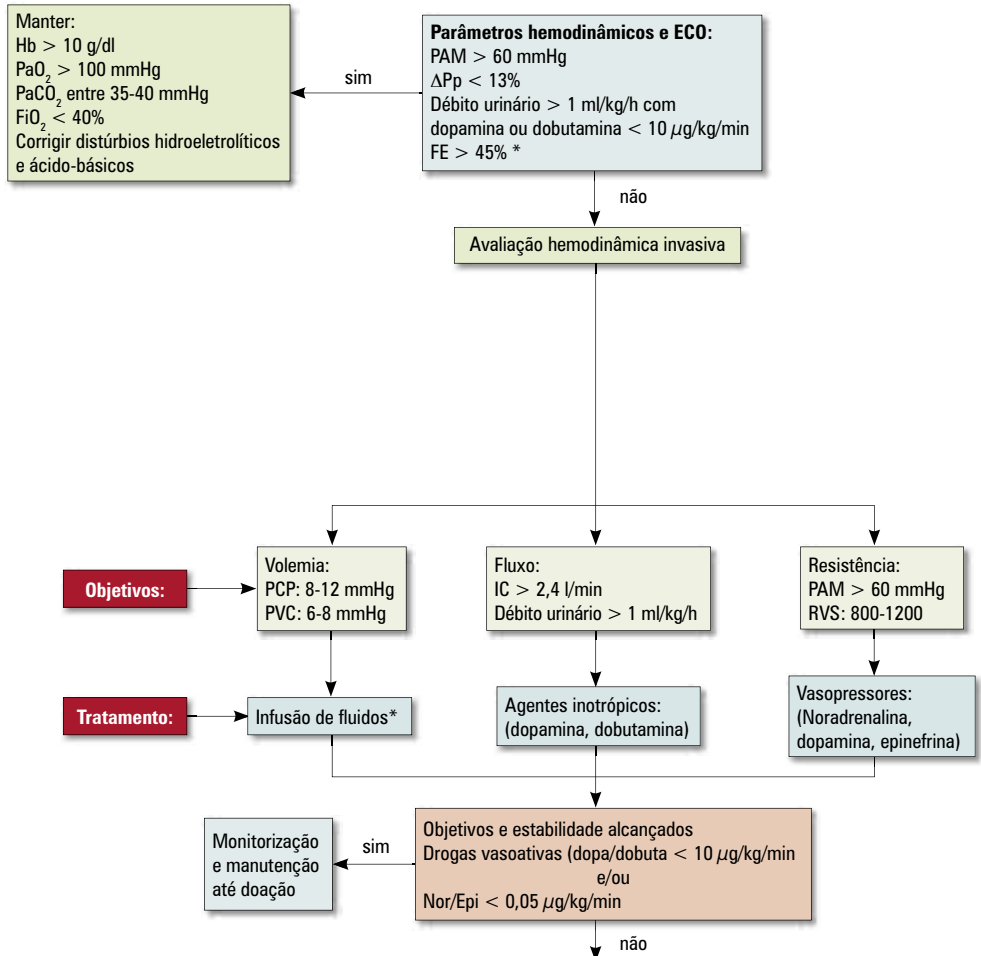 Manter:
Hb > 10 g/dl
PaO₂ > 100 mmHg
PaCO₂ entre 35-40 mmHg
FiO₂ < 40%
Corrigir distúrbios hidroeletrolíticos
e ácido-básicos
sim
Parâmetros hemodinâmicos e ECO:
PAM > 60 mmHg
ΔPp < 13%
Débito urinário > 1 ml/kg/h com
dopamina ou dobutamina < 10 μg/kg/min
FE > 45% *
não
Avaliação hemodinâmica invasiva
Objetivos:
Volemia:
PCP: 8-12 mmHg
PVC: 6-8 mmHg
Fluxo:
IC > 2,4 l/min
Débito urinário > 1 ml/kg/h
Resistência:
PAM > 60 mmHg
RVS: 800-1200
Tratamento:
Infusão de fluidos*
Agentes inotrópicos:
(dopamina, dobutamina)
Vasopressores:
(Noradrenalina,
dopamina, epinefrina)
Monitorização
e manutenção
até doação
sim
Objetivos e estabilidade alcançados
Drogas vasoativas (dopa/dobuta < 10 μg/kg/min
e/ou
Nor/Epi < 0,05 μg/kg/min
não